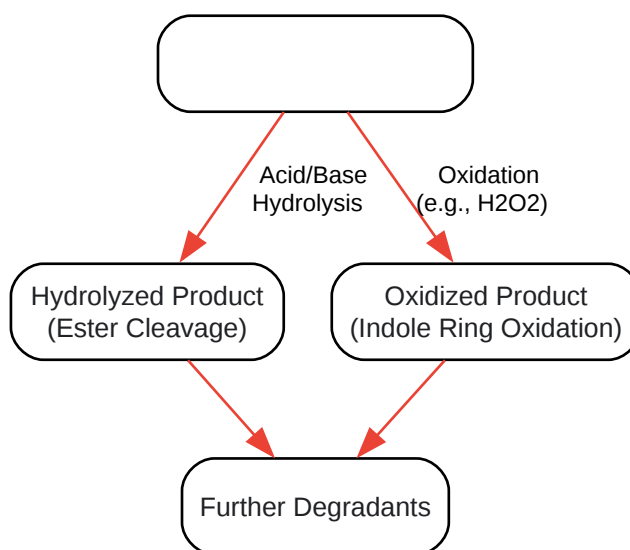 Acid/Base
Hydrolysis
Oxidation
(e.g., H2O2)
Hydrolyzed Product
(Ester Cleavage)
Oxidized Product
(Indole Ring Oxidation)
Further Degradants